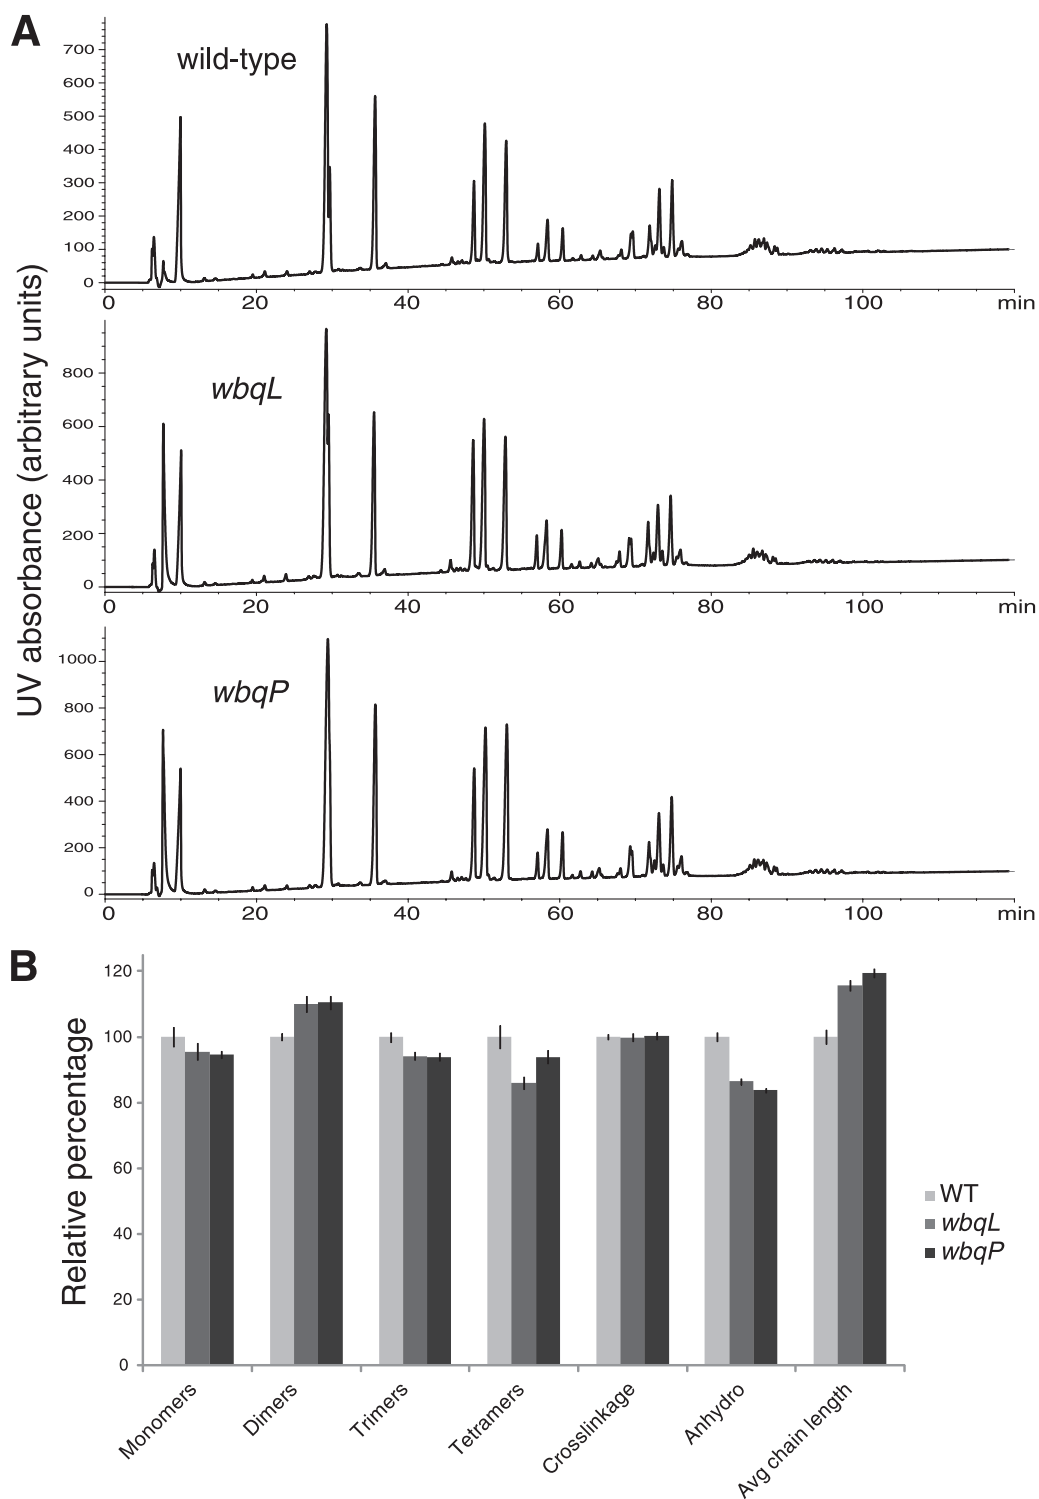 A
wild-type
700
600
500
400
300
200
100
0
0 20 40 60 80 100 min
UV absorbance (arbitrary units)
wbqL
800
600
400
200
0
0 20 40 60 80 100 min
wbqP
1000
800
600
400
200
0
0 20 40 60 80 100 min
B
Relative percentage
120
100
80
60
40
20
0
WT
wbqL
wbqP
Monomers
Dimers
Trimers
Tetramers
Crosslinkage
Anhydro
Avg chain length